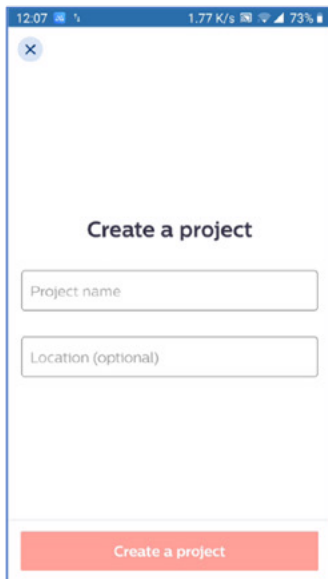 12:07 1.77 K/s 73%
Create a project
Project name
Location (optional)
Create a project